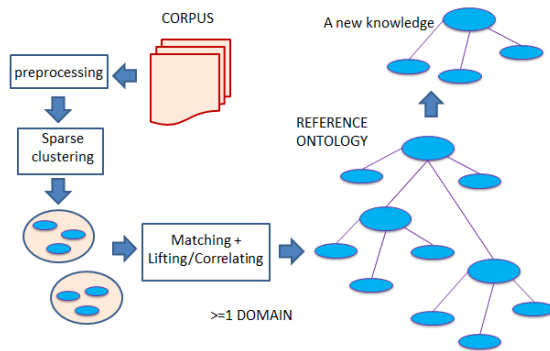 CORPUS
A new knowledge
preprocessing
Sparse
clustering
REFERENCE
ONTOLOGY
Matching +
Lifting/Correlating
>=1 DOMAIN